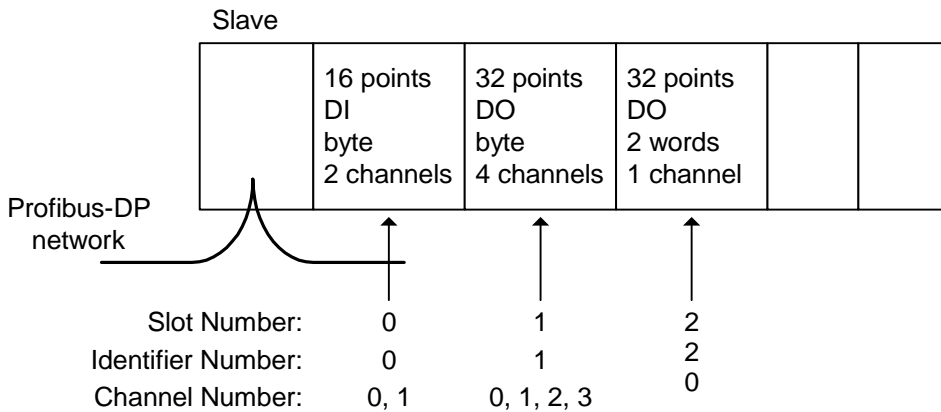 Slave
16 points
DI
byte
2 channels
32 points
DO
byte
4 channels
32 points
DO
2 words
1 channel
Profibus-DP
network
Slot Number: 0 1 2
Identifier Number: 0 1 2
Channel Number: 0, 1 0, 1, 2, 3 0